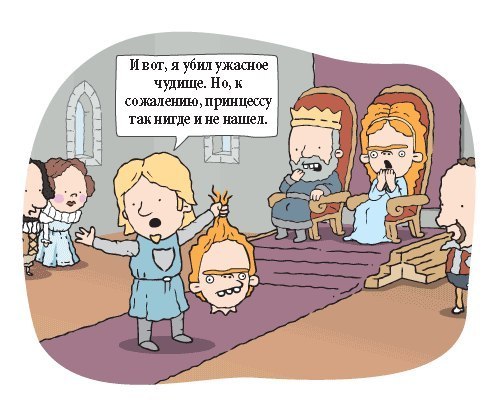 И вот, я убил ужасное
чудище. Но, к
сожалению, принцессу
так нигде и не нашел.